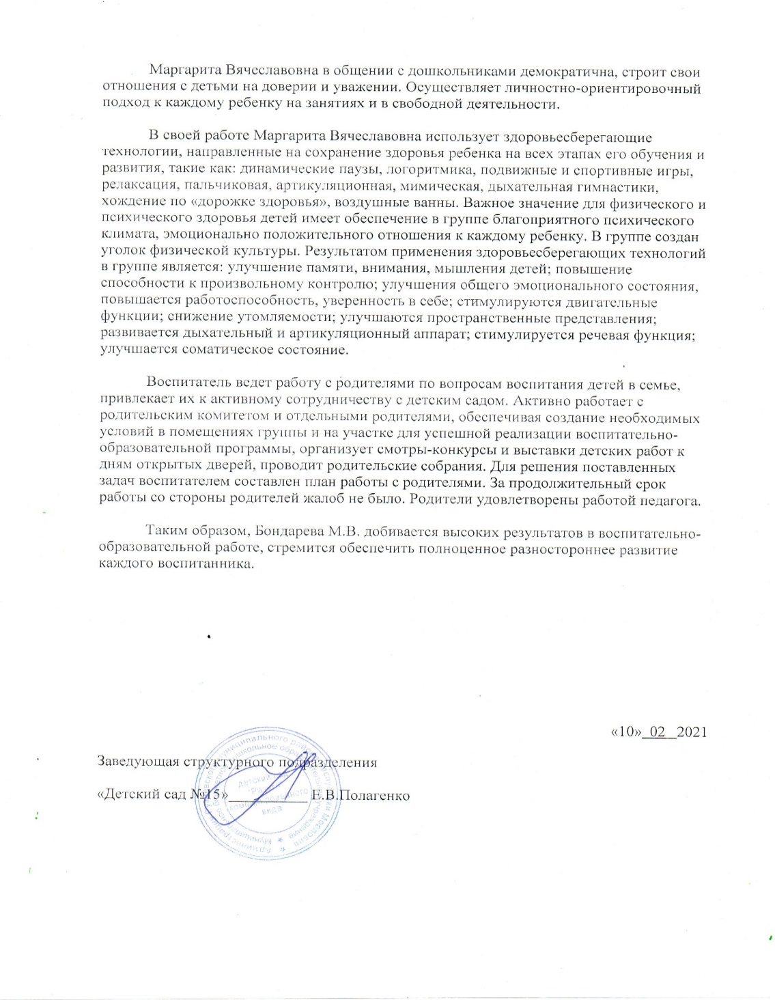 Маргарита Вячеславовна в общении с дошкольниками демократична, строит свои
отношения с детьми на доверии и уважении. Осуществляет личностно-ориентировочный
подход к каждому ребенку на занятиях и в свободной деятельности.
В своей работе Маргарита Вячеславовна использует здоровьесберегающие
технологии, направленные на сохранение здоровья ребенка на всех этапах его обучения и
развития, такие как: динамические паузы, логоритмика, подвижные и спортивные игры,
релаксация, пальчиковая, артикуляционная, мимическая, дыхательная гимнастики,
хождение по «дорожке здоровья», воздушные ванны. Важное значение для физического и
психического здоровья детей имеет обеспечение в группе благоприятного психического
климата, эмоционально положительного отношения к каждому ребенку. В группе создан
уголок физической культуры. Результатом применения здоровьесберегающих технологий
в группе является: улучшение памяти, внимания, мышления детей; повышение
способности к произвольному контролю; улучшения общего эмоционального состояния,
повышается работоспособность, уверенность в себе; стимулируются двигательные
функции; снижение утомляемости; улучшаются пространственные представления;
развивается дыхательный и артикуляционный аппарат; стимулируется речевая функция;
улучшается соматическое состояние.
Воспитатель ведет работу с родителями по вопросам воспитания детей в семье,
привлекает их к активному сотрудничеству с детским садом. Активно работает с
родительским комитетом и отдельными родителями, обеспечивая создание необходимых
условий в помещениях группы и на участке для успешной реализации воспитательно-
образовательной программы, организует смотры-конкурсы и выставки детских работ к
дням открытых дверей, проводит родительские собрания. Для решения поставленных
задач воспитателем составлен план работы с родителями. За продолжительный срок
работы со стороны родителей жалоб не было. Родители удовлетворены работой педагога.
Таким образом, Бондарева М.В. добивается высоких результатов в воспитательно-
образовательной работе, стремится обеспечить полноценное разностороннее развитие
каждого воспитанника.
«10»_02_ 2021
Заведующая структурного подразделения
«Детский сад №15»__________ Е.В.Полагенко
детский
комбинированного
вида